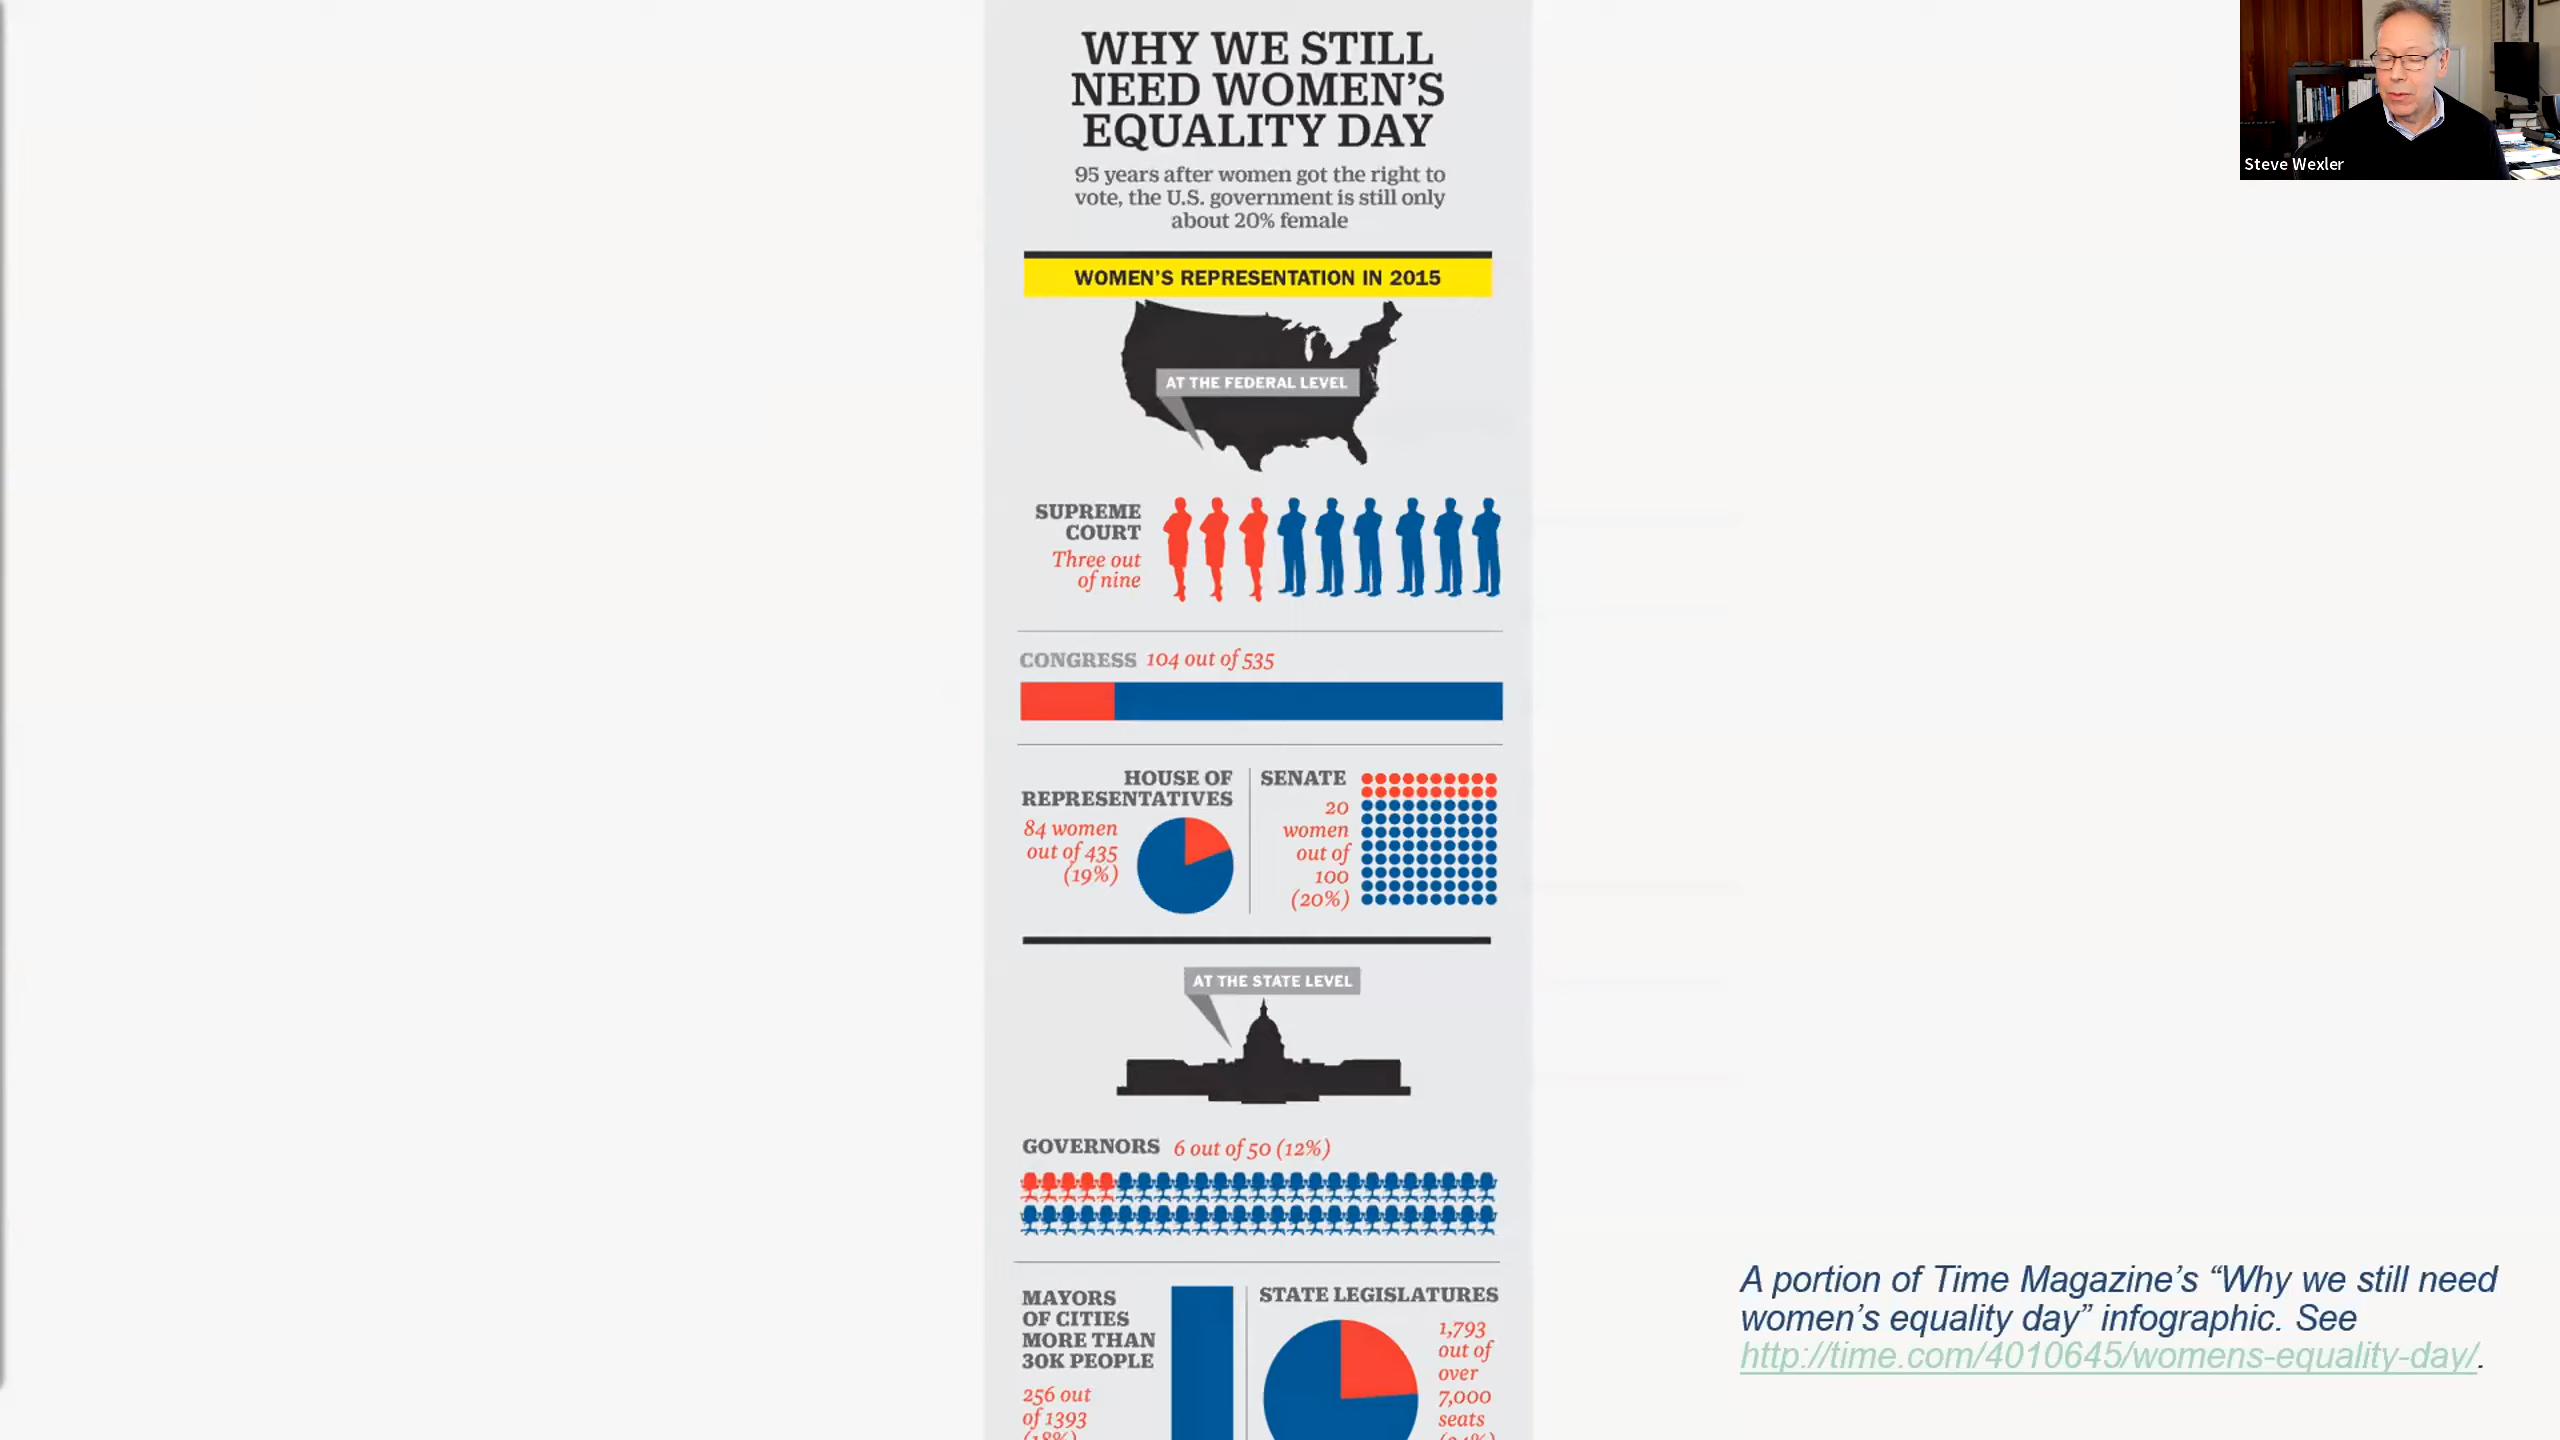 WHY WE STILL
NEED WOMEN'S
EQUALITY DAY
95 years after women got the right to
vote, the U.S. government is still only
about 20% female
WOMEN'S REPRESENTATION IN 2015
AT THE FEDERAL LEVEL
SUPREME
COURT
Three out
of nine
CONGRESS 104 out of 535
HOUSE OF
REPRESENTATIVES
84 women
out of 435
(19%)
SENATE
20
women
out of
100
(20%)
AT THE STATE LEVEL
GOVERNORS 6 out of 50 (12%)
MAYORS
OF CITIES
MORE THAN
30K PEOPLE
256 out
of 1393
(18%)
STATE LEGISLATURES
1,793
out of
over
7,000
seats
Steve Wexler
A portion of Time Magazine's “Why we still need
women's equality day” infographic. See
http://time.com/4010645/womens-equality-day/.